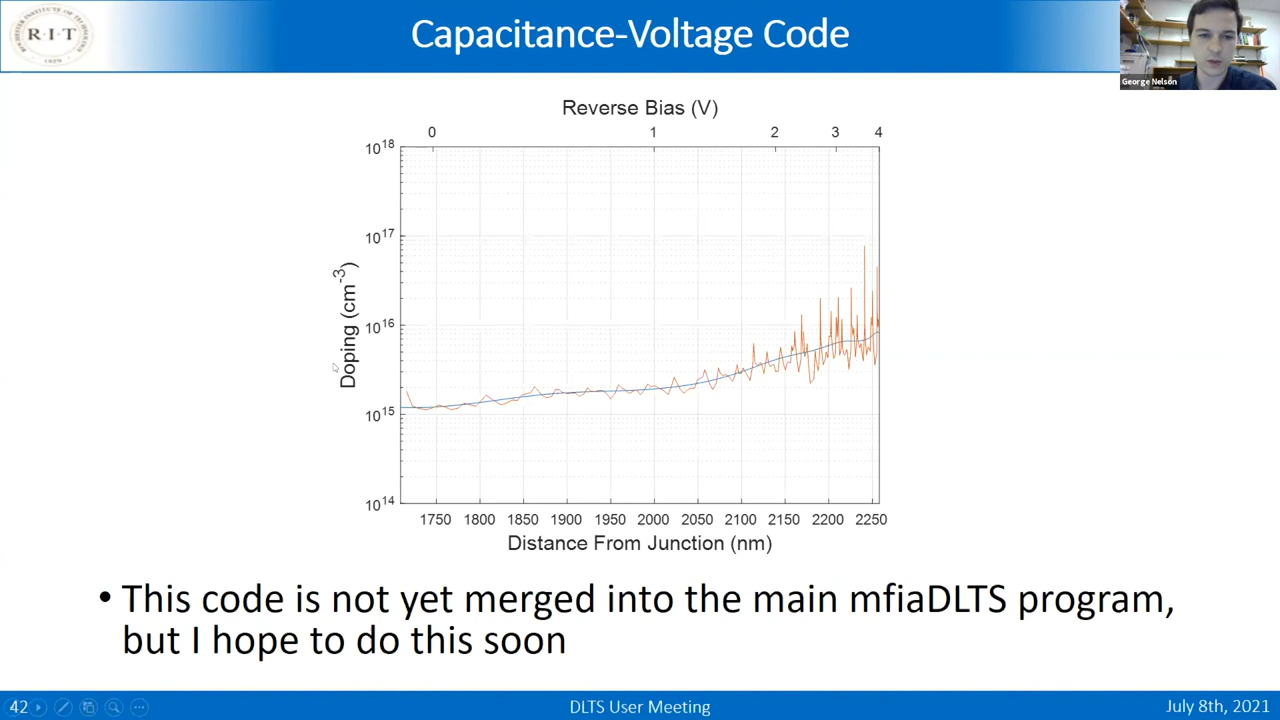 R·I·T
1829
Capacitance-Voltage Code
George Nelson
Reverse Bias (V)
0 1 2 3 4
10^18
10^17
10^16
10^15
10^14
Doping (cm^-3)
1750 1800 1850 1900 1950 2000 2050 2100 2150 2200 2250
Distance From Junction (nm)
• This code is not yet merged into the main mfiaDLTS program,
but I hope to do this soon
42
DLTS User Meeting
July 8th, 2021